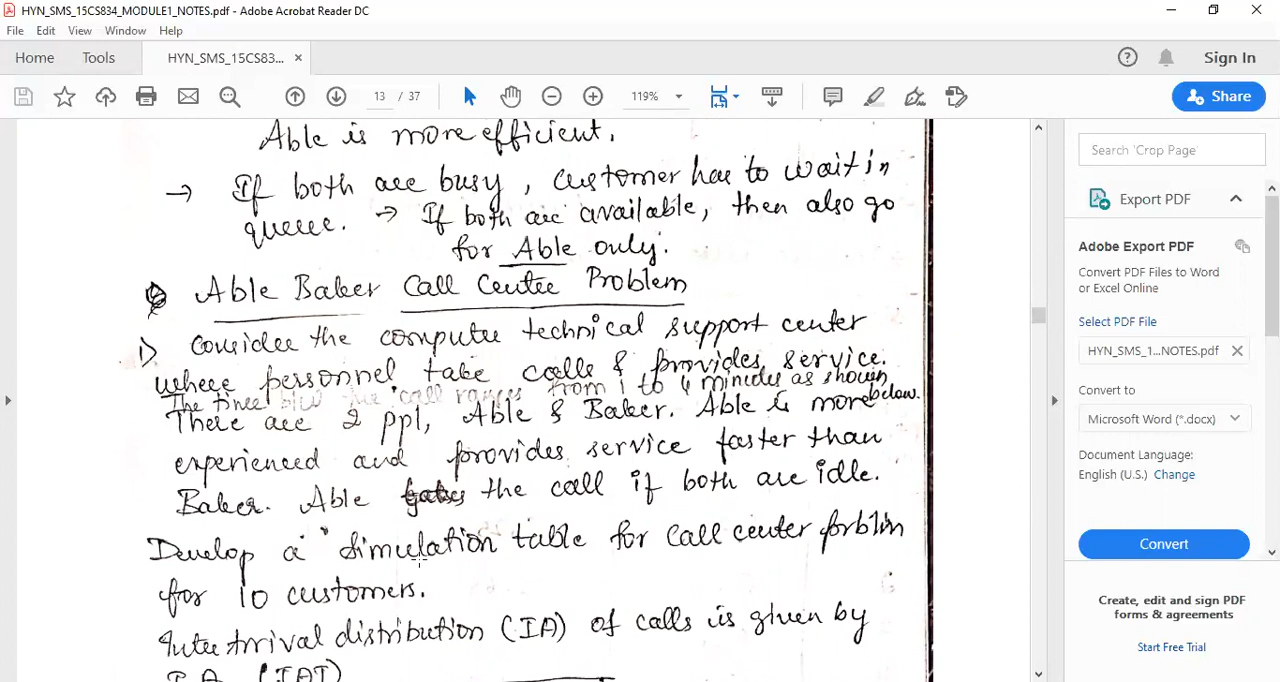 HYN_SMS_15CS834_MODULE1_NOTES.pdf - Adobe Acrobat Reader DC
File Edit View Window Help
Home Tools HYN_SMS_15CS83... × Sign In
13 / 37 119% Share
Able is more efficient.
→ If both are busy, customer has to wait in
queue. → If both are available, then also go
for Able only.
Able Baker Call Center Problem
1) Consider the computer technical support center
where personnel take calls & provides service.
The time b/w the call ranges from 1 to 4 minutes as shown below.
There are 2 ppl, Able & Baker. Able is more
experienced and provides service faster than
Baker. Able the call if both are idle.
Develop a simulation table for call center
for 10 customers.
Inter Arrival distribution (IA) of calls is given by
I A (IAT)
Search 'Crop Page'
Export PDF
Adobe Export PDF
Convert PDF Files to Word
or Excel Online
Select PDF File
HYN_SMS_1...NOTES.pdf
Convert to
Microsoft Word (*.docx)
Document Language:
English (U.S.) Change
Convert
Create, edit and sign PDF
forms & agreements
Start Free Trial